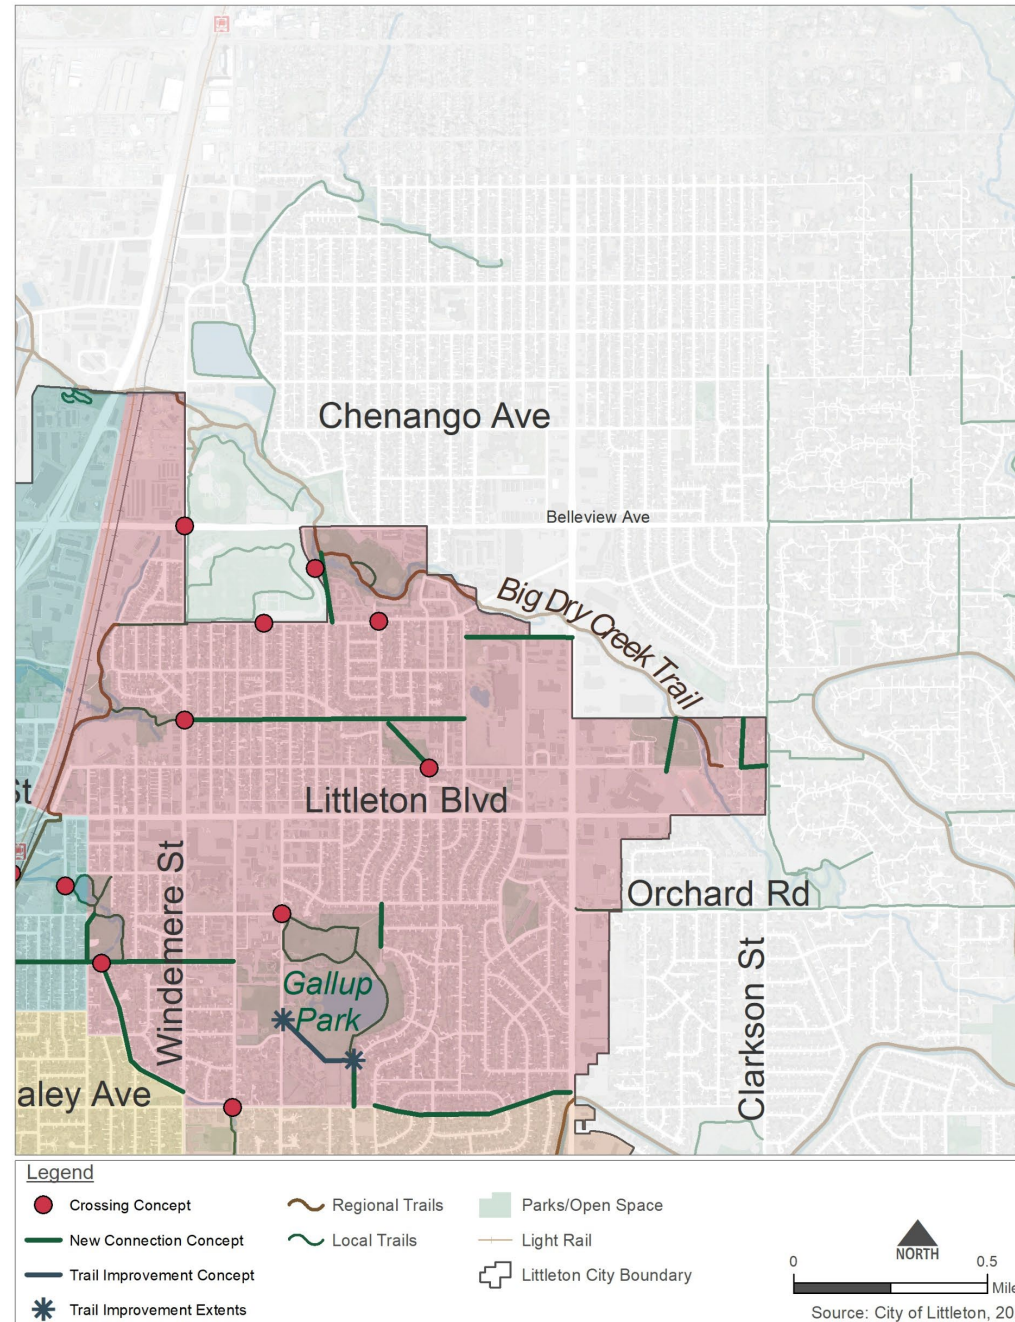 Chenango Ave
Belleview Ave
Big Dry Creek Trail
St
Littleton Blvd
Windemere St
Orchard Rd
Clarkson St
Gallup
Park
aley Ave
Legend
Crossing Concept
New Connection Concept
Trail Improvement Concept
Trail Improvement Extents
Regional Trails
Local Trails
Parks/Open Space
Light Rail
Littleton City Boundary
NORTH
0 0.5
Mile
Source: City of Littleton, 20